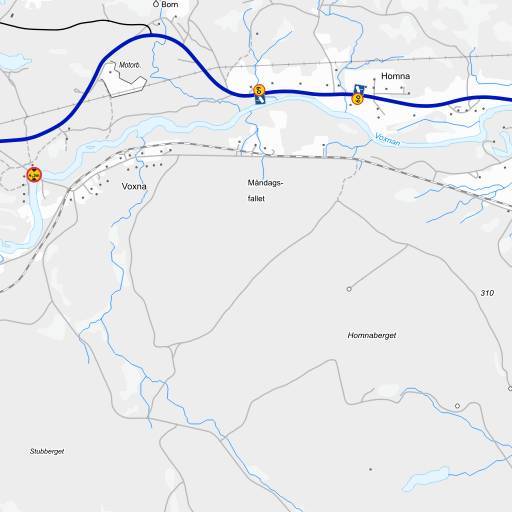 Ö Born
Motorb.
Homna
Voxnan
Voxna
Måndags-
fallet
310
Homnaberget
Stubberget